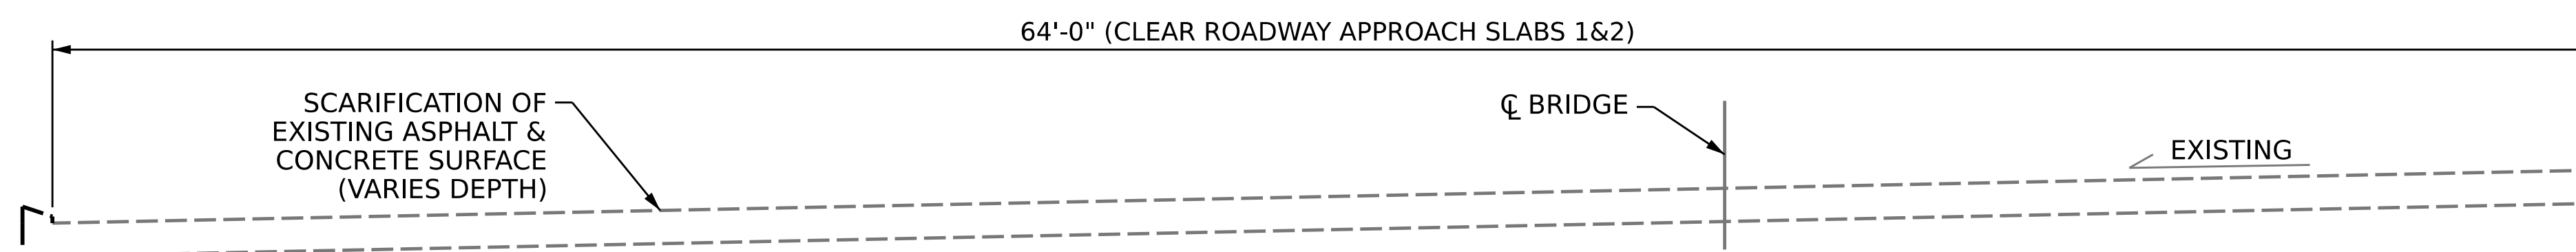 64'-0" (CLEAR ROADWAY APPROACH SLABS 1&2)
SCARIFICATION OF
EXISTING ASPHALT &
CONCRETE SURFACE
(VARIES DEPTH)
℄ BRIDGE
EXISTING